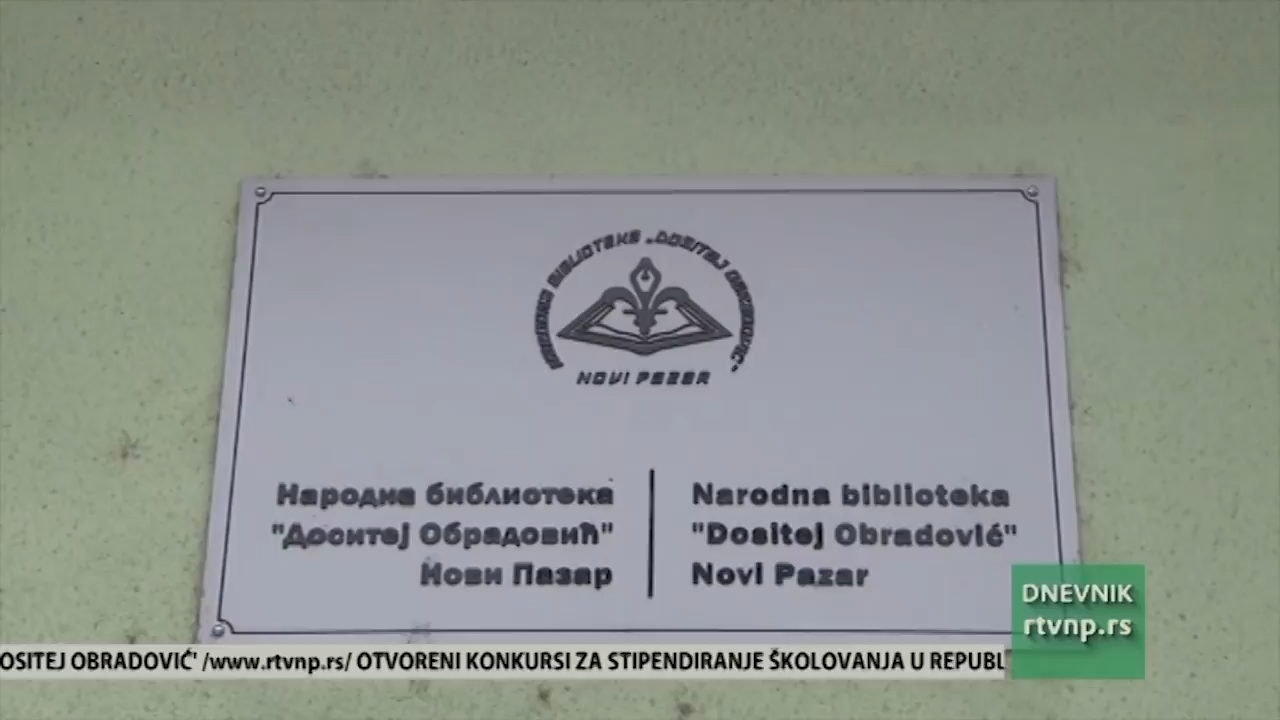 NARODNA BIBLIOTEKA „DOSITEJ OBRADOVIĆ"
NOVI PAZAR
Народна библиотека
"Доситеј Обрадовић"
Нови Пазар
Narodna biblioteka
"Dositej Obradović"
Novi Pazar
DNEVNIK
rtvnp.rs
OSITEJ OBRADOVIĆ" /www.rtvnp.rs/ OTVORENI KONKURSI ZA STIPENDIRANJE ŠKOLOVANJA U REPUBL